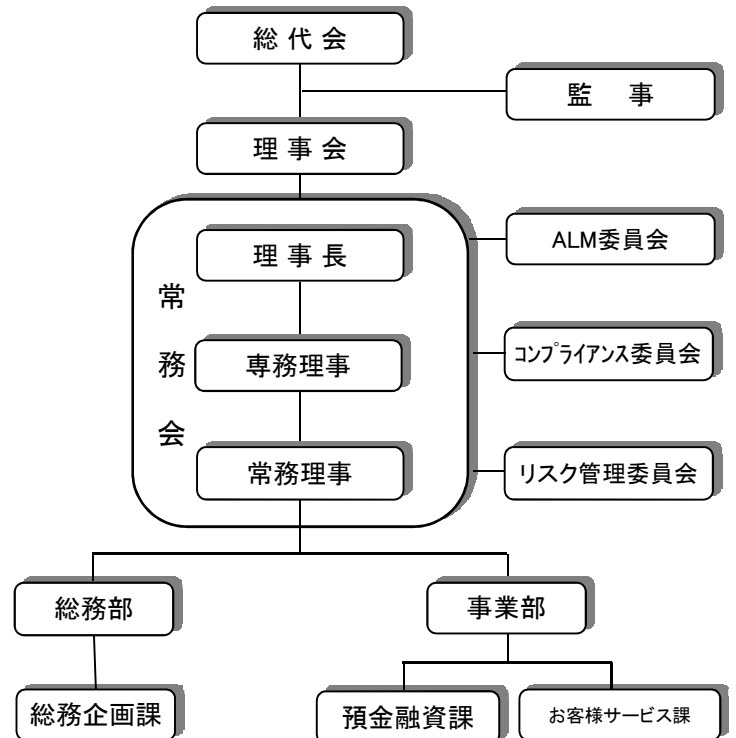 総 代 会
監　事
理 事 会
常
務
会
理 事 長
ALM委員会
専務理事
コンプライアンス委員会
常務理事
リスク管理委員会
総務部
事業部
総務企画課
預金融資課
お客様サービス課